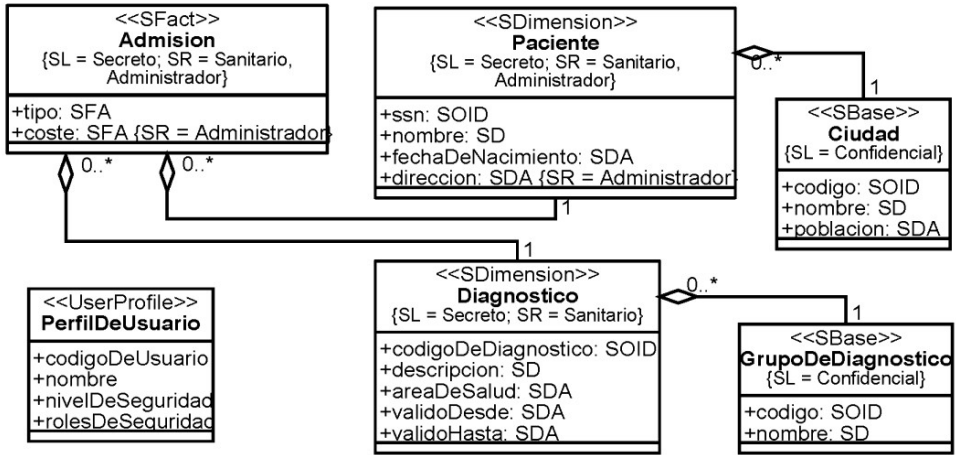 <<SFact>>
Admision
{SL = Secreto; SR = Sanitario,
Administrador}
+tipo: SFA
+coste: SFA {SR = Administrador}
0..*
0..*
<<SDimension>>
Paciente
{SL = Secreto; SR = Sanitario,
Administrador}
+ssn: SOID
+nombre: SD
+fechaDeNacimiento: SDA
+direccion: SDA {SR = Administrador}
0..*
1
1
<<SBase>>
Ciudad
{SL = Confidencial}
+codigo: SOID
+nombre: SD
+poblacion: SDA
<<UserProfile>>
PerfilDeUsuario
+codigoDeUsuario
+nombre
+nivelDeSeguridad
+rolesDeSeguridad
1
<<SDimension>>
Diagnostico
{SL = Secreto; SR = Sanitario}
+codigoDeDiagnostico: SOID
+descripcion: SD
+areaDeSalud: SDA
+validoDesde: SDA
+validoHasta: SDA
0..*
1
<<SBase>>
GrupoDeDiagnostico
{SL = Confidencial}
+codigo: SOID
+nombre: SD